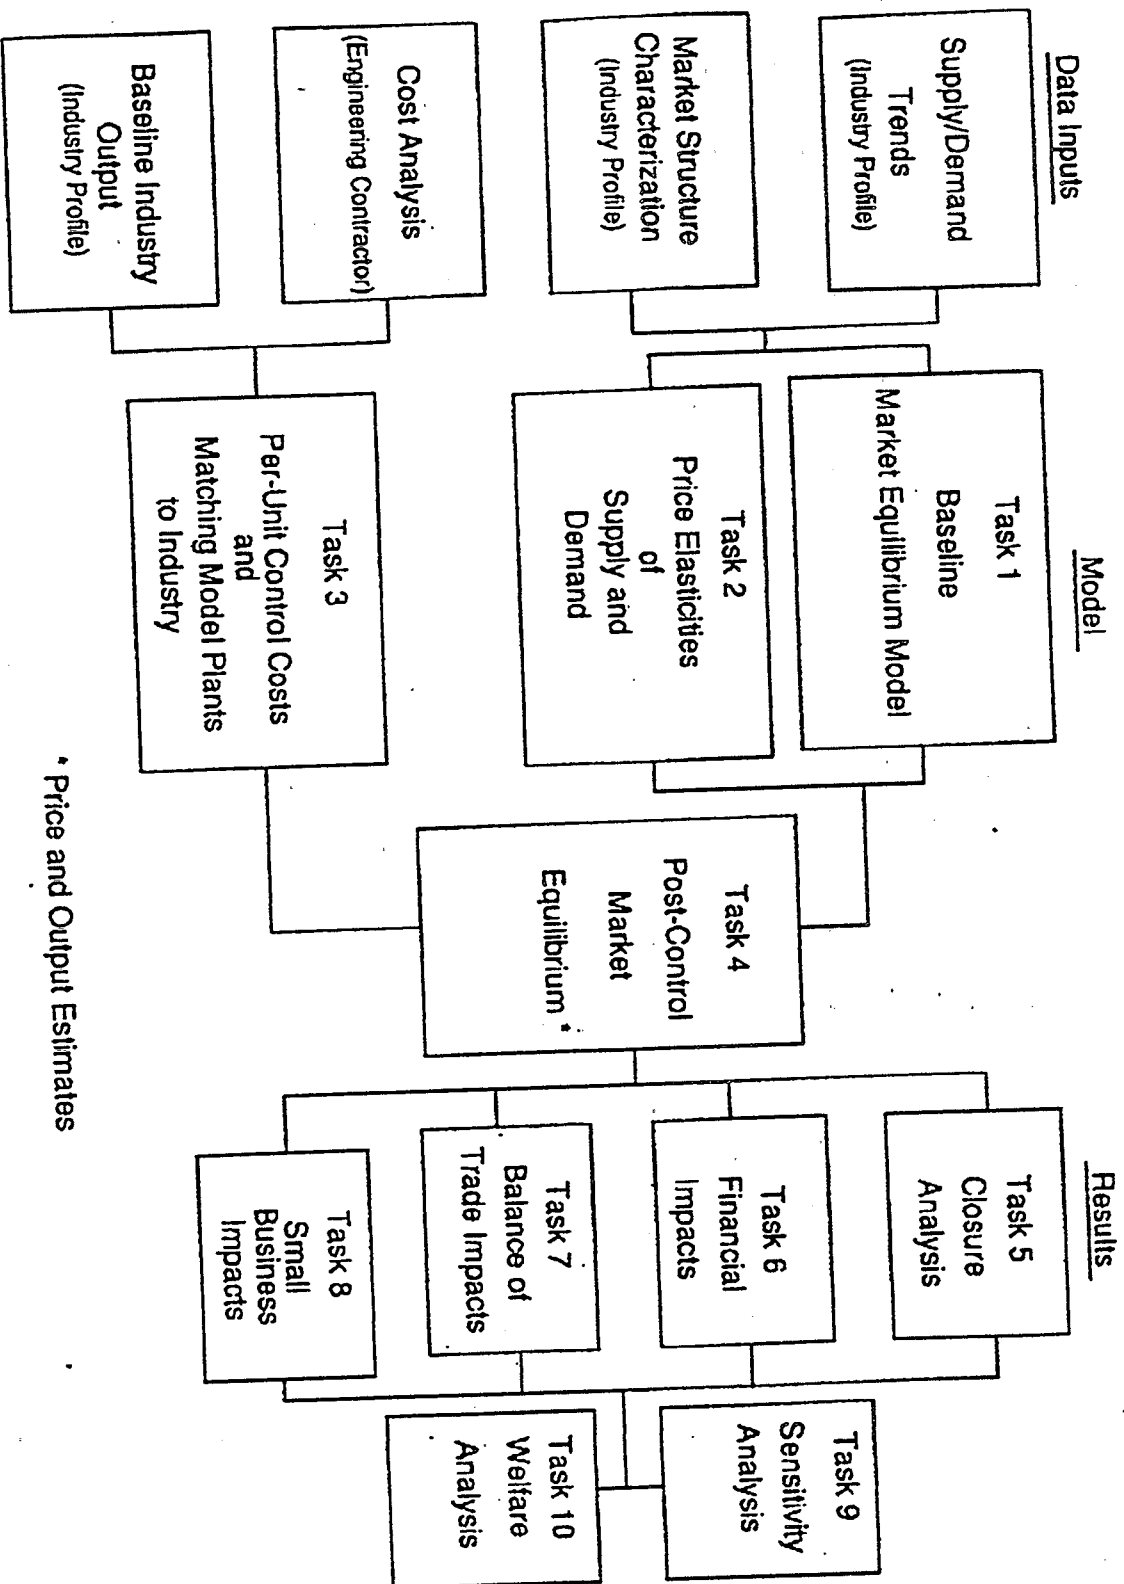 Data Inputs
Model
Results
Supply/Demand
Trends
(Industry Profile)
Market Structure
Characterization
(Industry Profile)
Cost Analysis
(Engineering Contractor)
Baseline Industry
Output
(Industry Profile)
Task 1
Baseline
Market Equilibrium Model
Task 2
Price Elasticities
of
Supply and
Demand
Task 3
Per-Unit Control Costs
and
Matching Model Plants
to Industry
Task 4
Post-Control
Market
Equilibrium *
Task 5
Closure
Analysis
Task 6
Financial
Impacts
Task 7
Balance of
Trade Impacts
Task 8
Small
Business
Impacts
Task 9
Sensitivity
Analysis
Task 10
Welfare
Analysis
* Price and Output Estimates